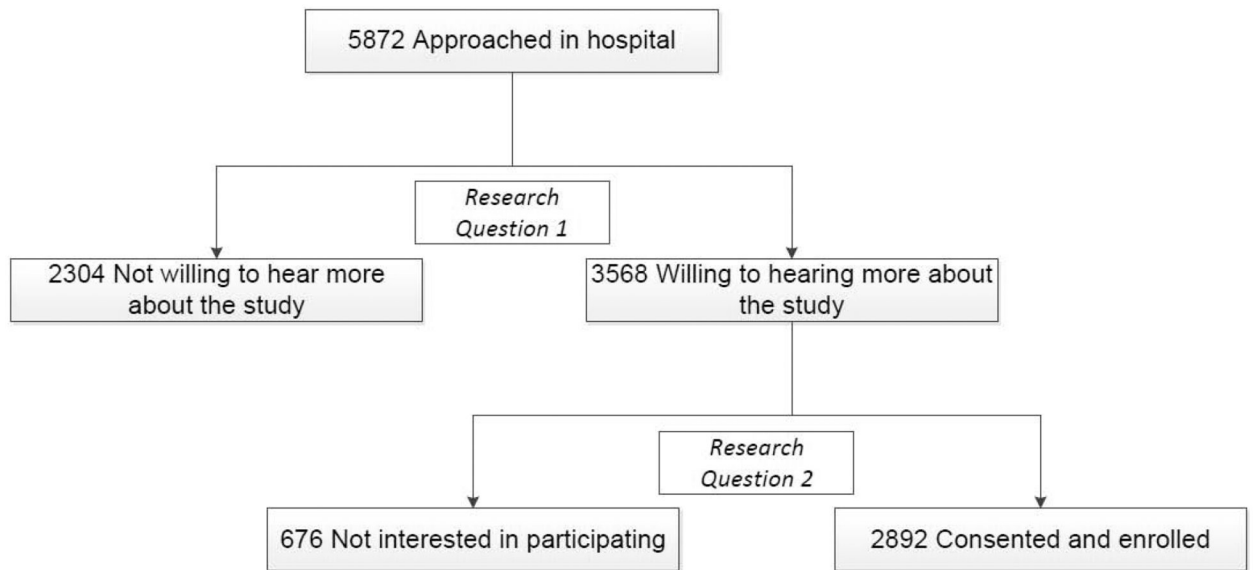 5872 Approached in hospital
Research
Question 1
2304 Not willing to hear more
about the study
3568 Willing to hearing more about
the study
Research
Question 2
676 Not interested in participating
2892 Consented and enrolled